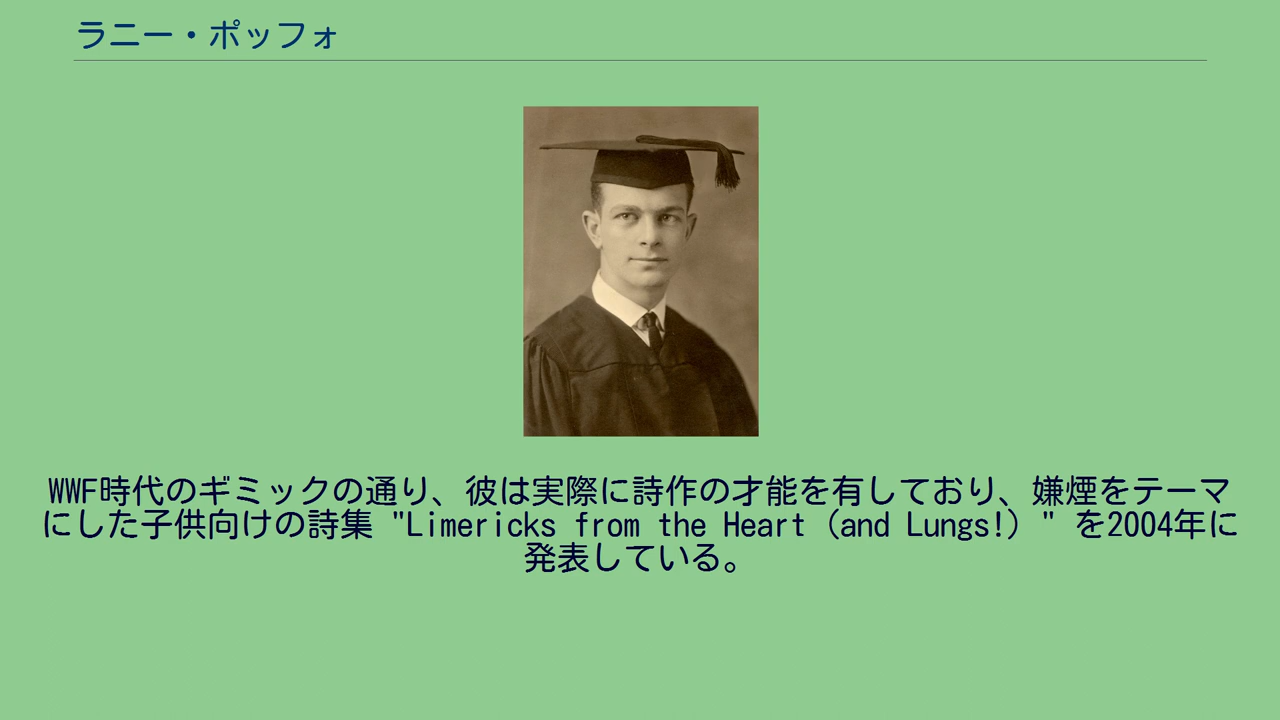 ラニー・ポッフォ
WWF時代のギミックの通り、彼は実際に詩作の才能を有しており、嫌煙をテーマ
にした子供向けの詩集 "Limericks from the Heart（and Lungs!）" を2004年に
発表している。